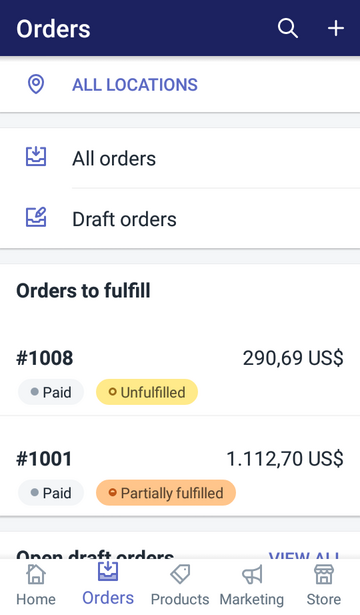 Orders
ALL LOCATIONS
All orders
Draft orders
Orders to fulfill
#1008 290,69 US$
Paid Unfulfilled
#1001 1.112,70 US$
Paid Partially fulfilled
Open draft orders VIEW ALL
Home Orders Products Marketing Store